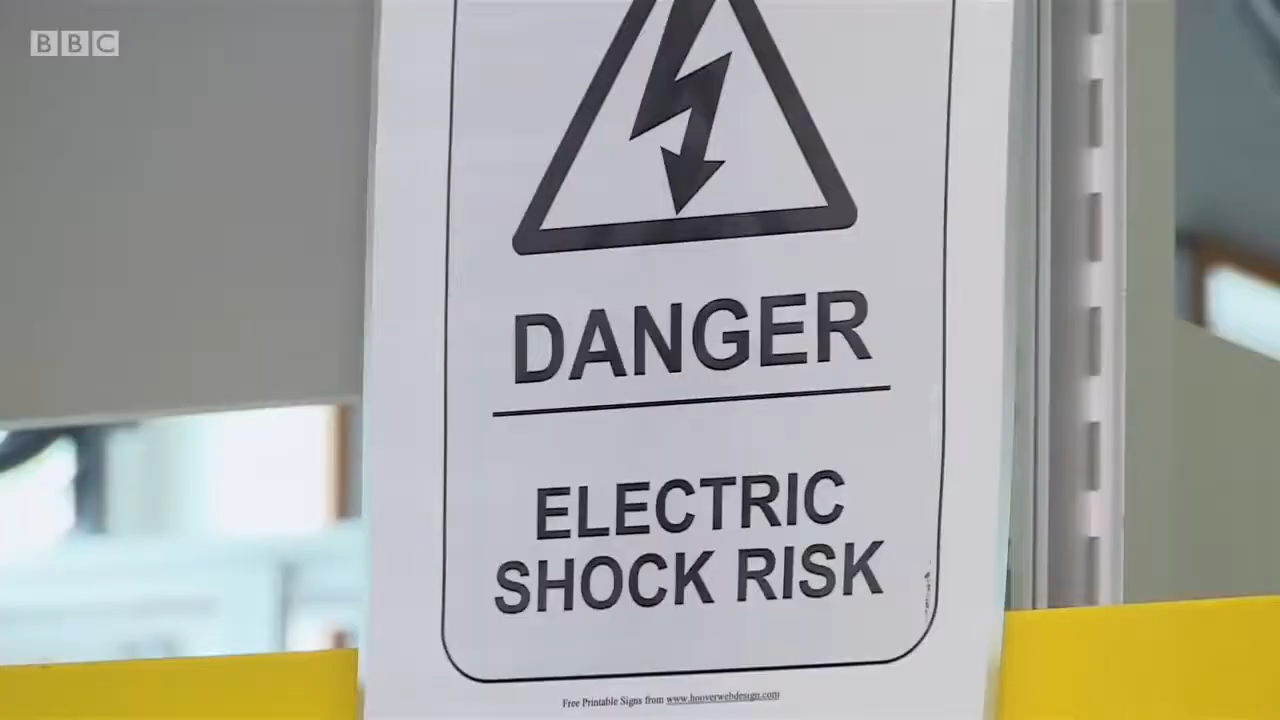 BBC
DANGER
ELECTRIC
SHOCK RISK
Free Printable Signs from www.hooverwebdesign.com